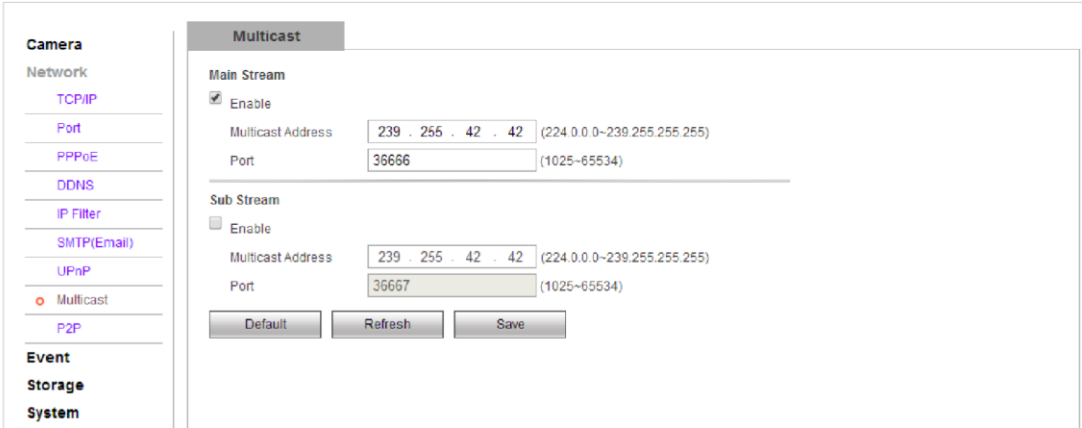 Camera
Network
TCP/IP
Port
PPPoE
DDNS
IP Filter
SMTP(Email)
UPnP
Multicast
P2P
Event
Storage
System
Multicast
Main Stream
Enable
Multicast Address 239 . 255 . 42 . 42 (224.0.0.0~239.255.255.255)
Port 36666 (1025~65534)
Sub Stream
Enable
Multicast Address 239 . 255 . 42 . 42 (224.0.0.0~239.255.255.255)
Port 36667 (1025~65534)
Default Refresh Save